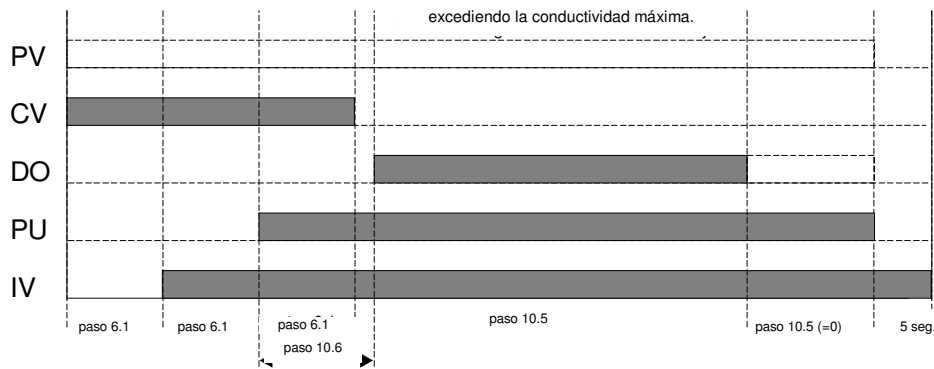 excediendo la conductividad máxima.
PV
CV
DO
PU
IV
paso 6.1
paso 6.1
paso 6.1
paso 10.5
paso 10.5 (=0)
5 seg.
paso 10.6